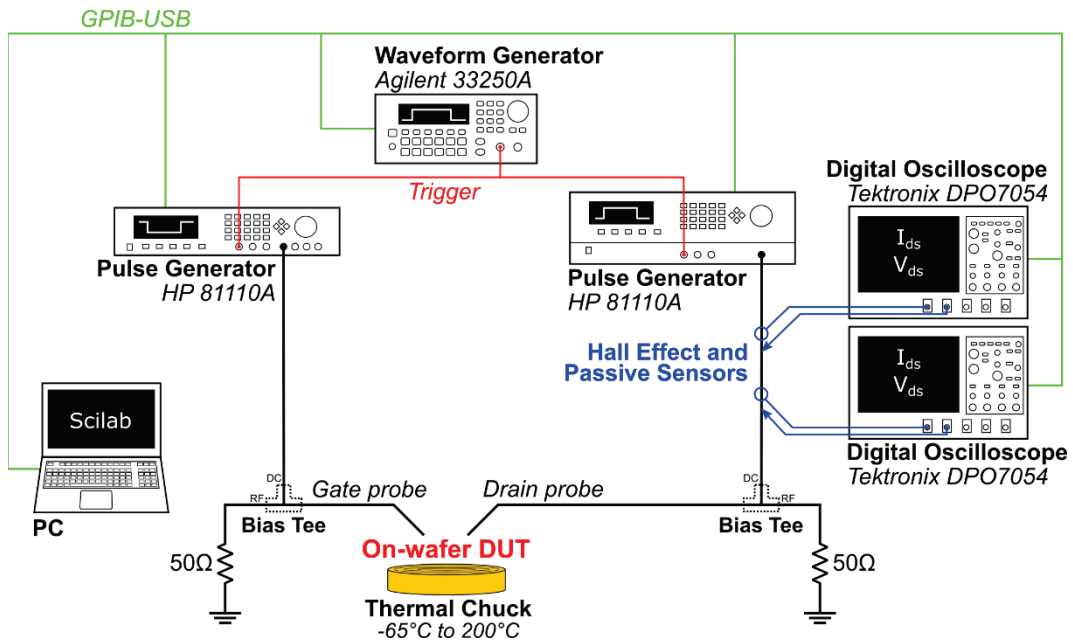 GPIB-USB
Waveform Generator
Agilent 33250A
Trigger
Pulse Generator
HP 81110A
Pulse Generator
HP 81110A
Digital Oscilloscope
Tektronix DPO7054
Ids
Vds
Hall Effect and
Passive Sensors
Ids
Vds
Digital Oscilloscope
Tektronix DPO7054
Scilab
PC
DC
RF
Bias Tee
Gate probe
Drain probe
DC
RF
Bias Tee
50Ω
On-wafer DUT
50Ω
Thermal Chuck
-65°C to 200°C